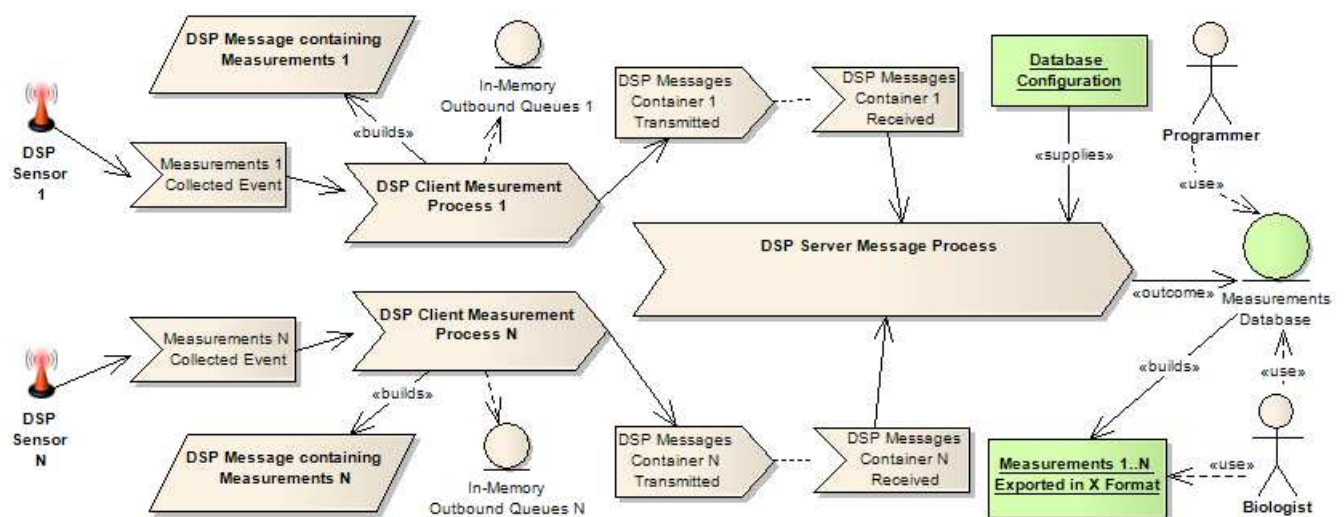 DSP Message containing
Measurements 1
In-Memory
Outbound Queues 1
DSP Messages
Container 1
Transmitted
DSP Messages
Container 1
Received
Database
Configuration
Programmer
DSP
Sensor
1
Measurements 1
Collected Event
«builds»
DSP Client Mesurement
Process 1
«supplies»
«use»
DSP Server Message Process
«outcome»
Measurements
Database
DSP
Sensor
N
Measurements N
Collected Event
DSP Client Measurement
Process N
«builds»
«builds»
«use»
DSP Message containing
Measurements N
In-Memory
Outbound Queues N
DSP Messages
Container N
Transmitted
DSP Messages
Container N
Received
Measurements 1..N
Exported in X Format
«use»
Biologist